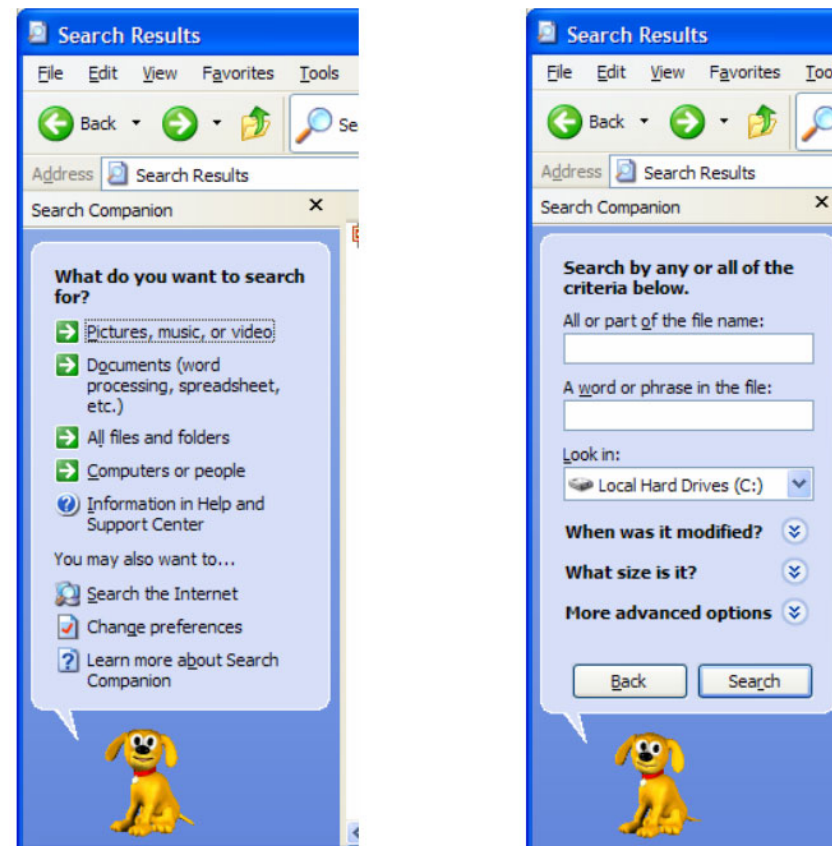 Search Results
File Edit View Favorites Tools
Back Se
Address Search Results
Search Companion
What do you want to search
for?
Pictures, music, or video
Documents (word
processing, spreadsheet,
etc.)
All files and folders
Computers or people
Information in Help and
Support Center
You may also want to...
Search the Internet
Change preferences
Learn more about Search
Companion
Search Results
File Edit View Favorites Too
Back
Address Search Results
Search Companion
Search by any or all of the
criteria below.
All or part of the file name:
A word or phrase in the file:
Look in:
Local Hard Drives (C:)
When was it modified?
What size is it?
More advanced options
Back Search